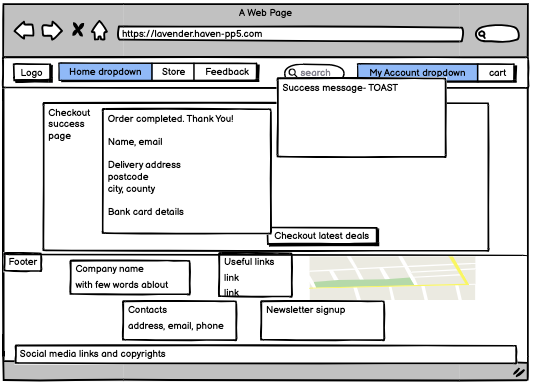 A Web Page
https://lavender.haven-pp5.com
Logo
Home dropdown
Store
Feedback
search
My Account dropdown
cart
Success message- TOAST
Checkout
success
page
Order completed. Thank You!
Name, email
Delivery address
postcode
city, county
Bank card details
Checkout latest deals
Footer
Company name
with few words ablout
Useful links
link
link
Contacts
address, email, phone
Newsletter signup
Social media links and copyrights